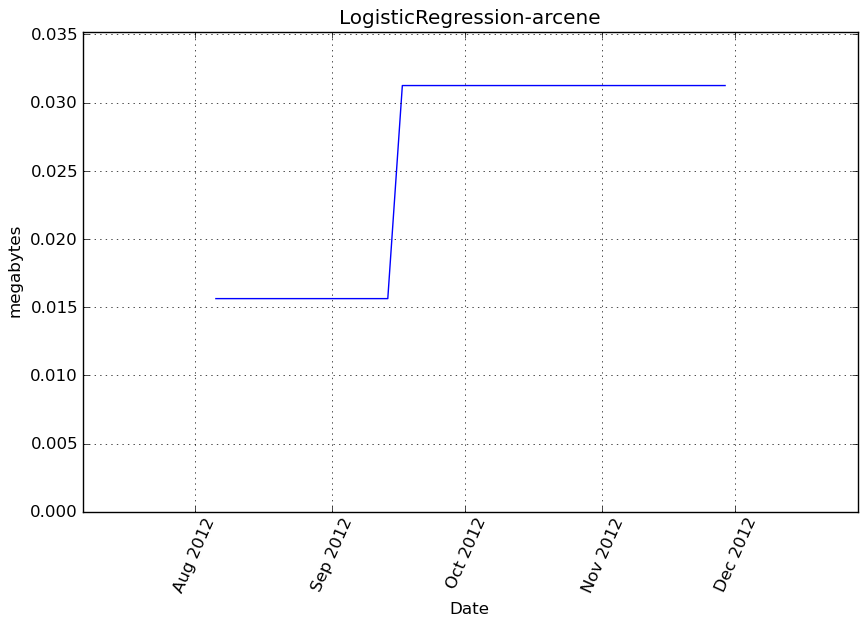 LogisticRegression-arcene
0.035
0.030
0.025
0.020
0.015
0.010
0.005
0.000
megabytes
Aug 2012
Sep 2012
Oct 2012
Nov 2012
Dec 2012
Date